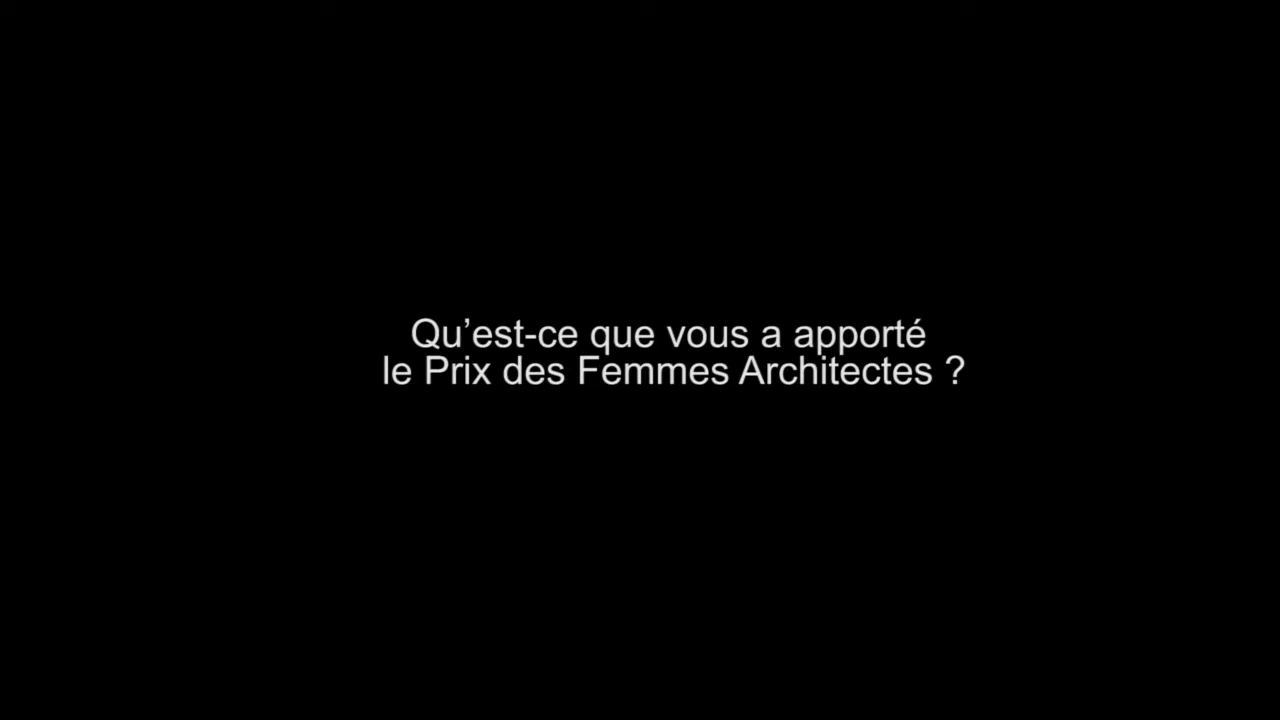 Qu’est-ce que vous a apporté
le Prix des Femmes Architectes ?